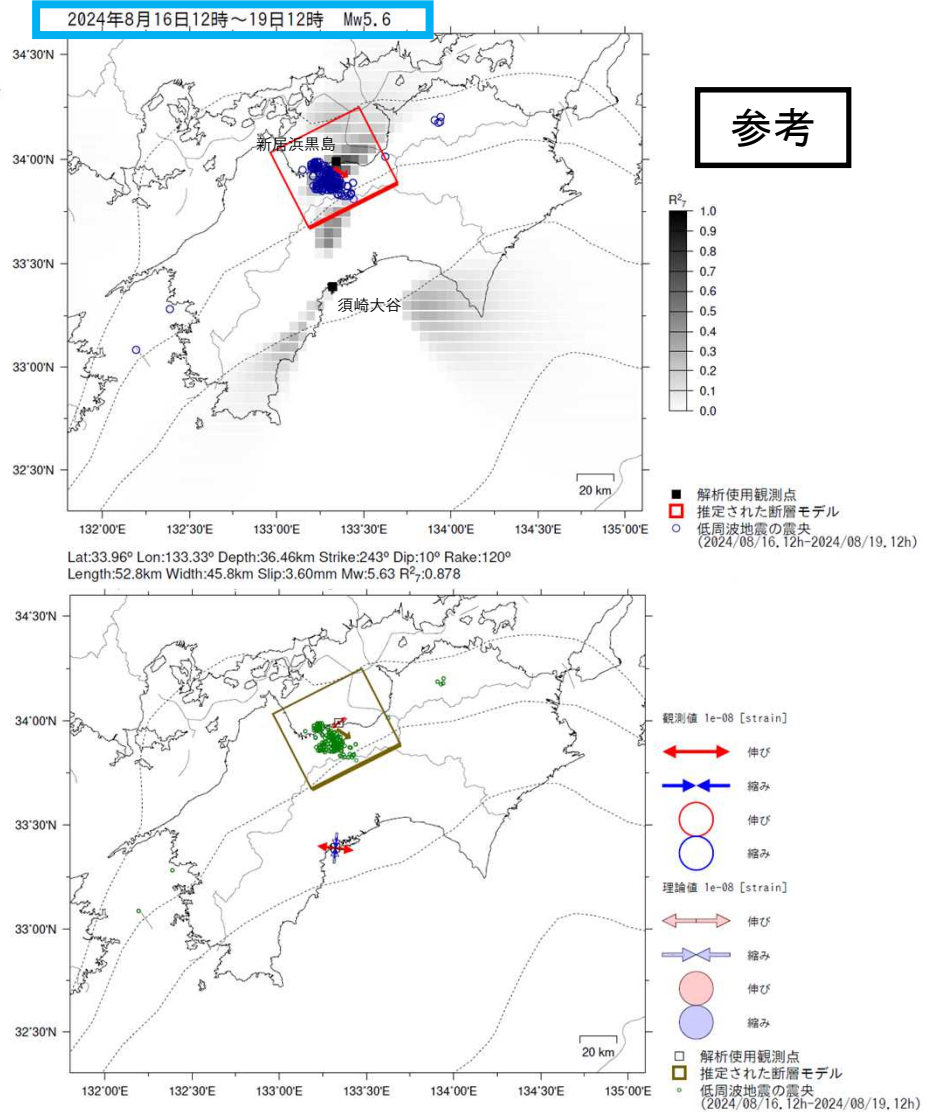 2024年8月16日12時～19日12時 Mw5.6
34°30'N
34°00'N
33°30'N
33°00'N
32°30'N
新居浜黒島
須崎大谷
20 km
132°00'E
132°30'E
133°00'E
133°30'E
134°00'E
134°30'E
135°00'E
参考
R²₇
1.0
0.9
0.8
0.7
0.6
0.5
0.4
0.3
0.2
0.1
0.0
解析使用観測点
推定された断層モデル
低周波地震の震央
(2024/08/16.12h-2024/08/19.12h)
Lat:33.96° Lon:133.33° Depth:36.46km Strike:243° Dip:10° Rake:120°
Length:52.8km Width:45.8km Slip:3.60mm Mw:5.63 R²₇:0.878
34°30'N
34°00'N
33°30'N
33°00'N
32°30'N
20 km
132°00'E
132°30'E
133°00'E
133°30'E
134°00'E
134°30'E
135°00'E
観測値 1e-08 [strain]
伸び
縮み
伸び
縮み
理論値 1e-08 [strain]
伸び
縮み
伸び
縮み
解析使用観測点
推定された断層モデル
低周波地震の震央
(2024/08/16.12h-2024/08/19.12h)